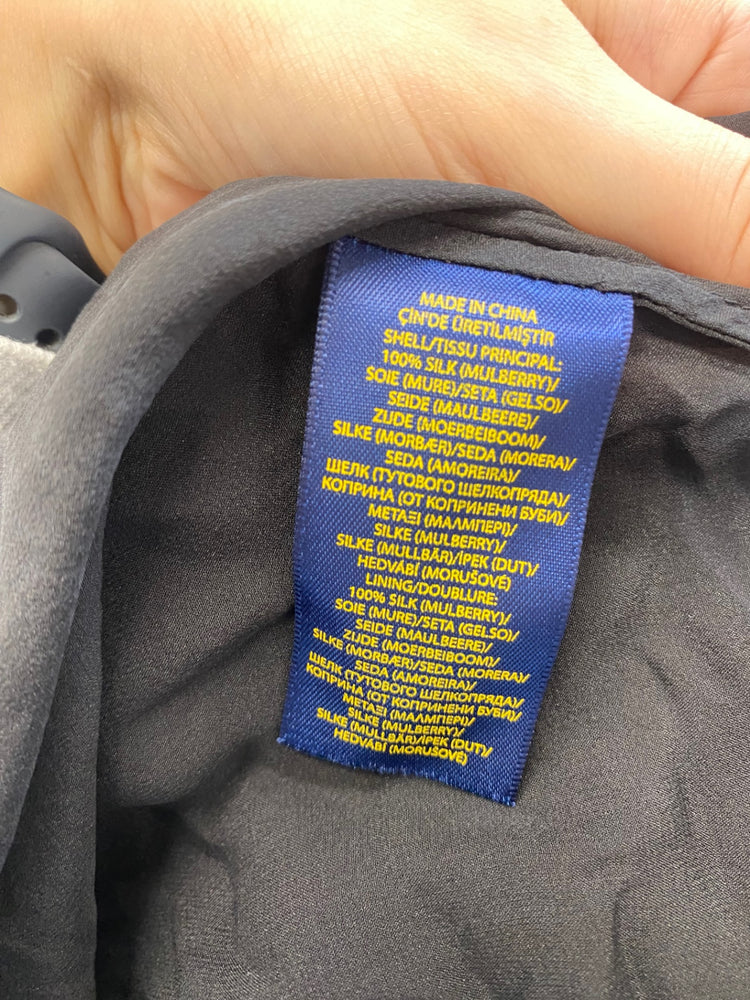 MADE IN CHINA
ÇİN'DE ÜRETİLMİŞTİR
SHELL/TISSU PRINCIPAL:
100% SILK (MULBERRY)/
SOIE (MURE)/SETA (GELSO)/
SEIDE (MAULBEERE)/
ZIJDE (MOERBEIBOOM)/
SILKE (MORBÆR)/SEDA (MORERA)/
SEDA (AMOREIRA)/
ШЕЛК (ТУТОВОГО ШЕЛКОПРЯДА)/
КОПРИНА (ОТ КОПРИНЕНИ БУБИ)/
ΜΕΤΑΞΙ (ΜΑΛΜΠΕΡΙ)/
SILKE (MULBERRY)/
SILKE (MULLBÄR)/İPEK (DUT)/
HEDVÁBÍ (MORUŠOVÉ)
LINING/DOUBLURE:
100% SILK (MULBERRY)/
SOIE (MURE)/SETA (GELSO)/
SEIDE (MAULBEERE)/
ZIJDE (MOERBEIBOOM)/
SILKE (MORBÆR)/SEDA (MORERA)/
SEDA (AMOREIRA)/
ШЕЛК (ТУТОВОГО ШЕЛКОПРЯДА)/
КОПРИНА (ОТ КОПРИНЕНИ БУБИ)/
ΜΕΤΑΞΙ (ΜΑΛΜΠΕΡΙ)/
SILKE (MULBERRY)/
SILKE (MULLBÄR)/İPEK (DUT)/
HEDVÁBÍ (MORUŠOVÉ)